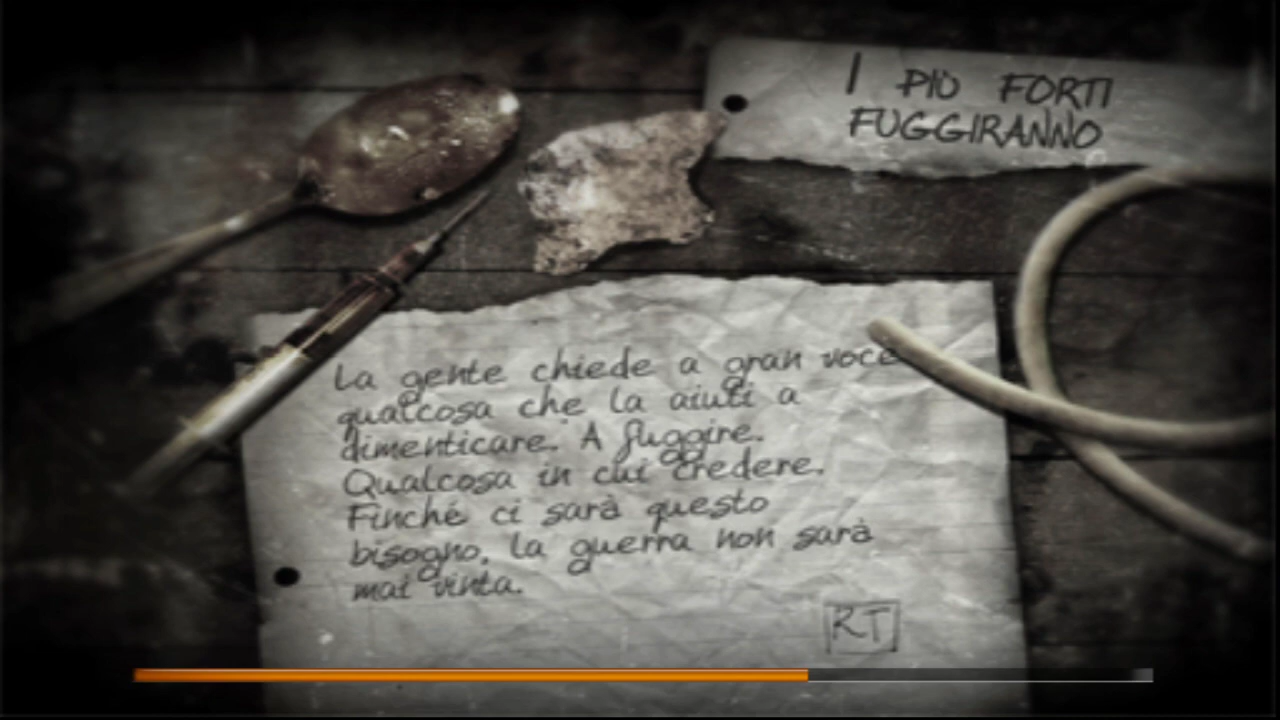 I PIÙ FORTI
FUGGIRANNO
La gente chiede a gran voce
qualcosa che la aiuti a
dimenticare. A fuggire.
Qualcosa in cui credere.
Finché ci sarà questo
bisogno, la guerra non sarà
mai vinta.
RT